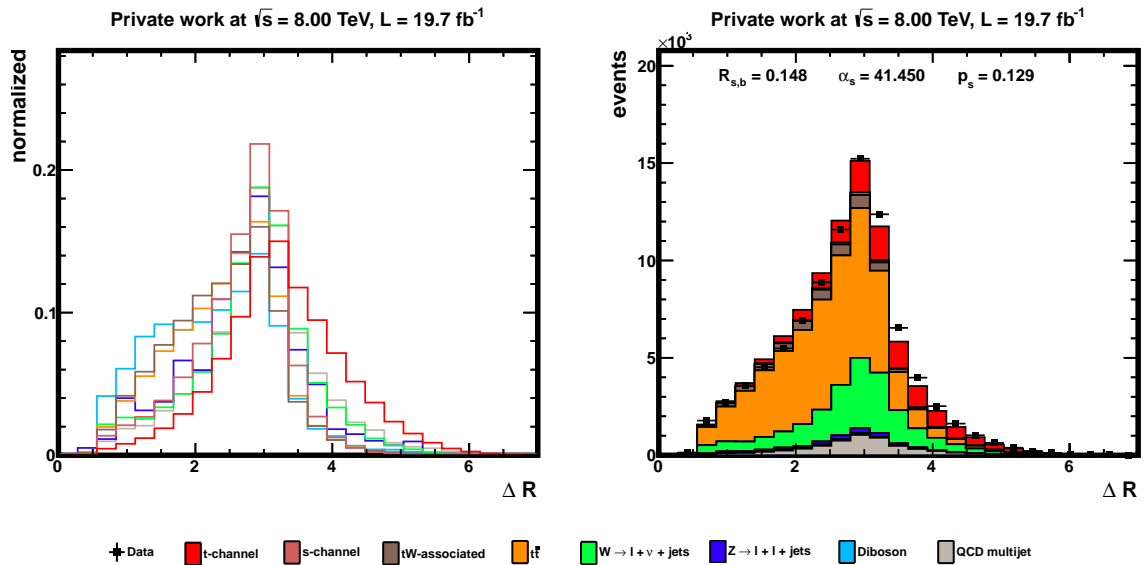 Private work at √s = 8.00 TeV, L = 19.7 fb⁻¹
normalized
0.2
0.1
0
0 2 4 6
Δ R
Private work at √s = 8.00 TeV, L = 19.7 fb⁻¹
×10³
events
R_s,b = 0.148 α_s = 41.450 p_s = 0.129
20
15
10
5
0
0 2 4 6
Δ R
Data t-channel s-channel tW-associated tt̄ W → l + ν + jets Z → l + l + jets Diboson QCD multijet